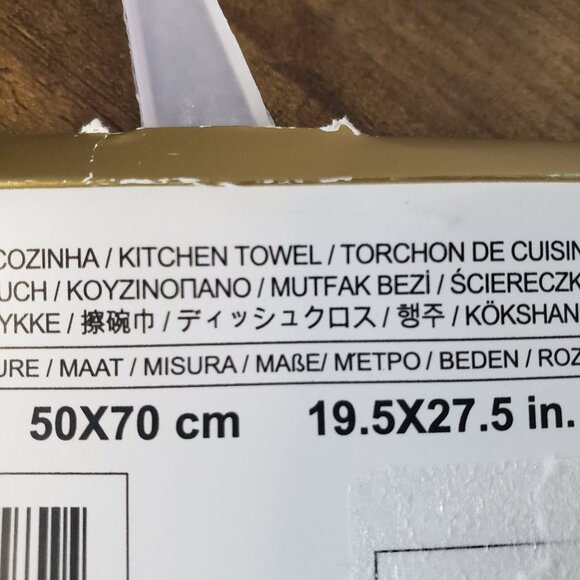 COZINHA / KITCHEN TOWEL / TORCHON DE CUISIN
UCH / ΚΟΥΖΙΝΟΠΑΝΟ / MUTFAK BEZİ / ŚCIERECZK
YKKE / 擦碗巾 / ディッシュクロス / 행주 / KÖKSHAN
URE / MAAT / MISURA / MAßE/ ΜΈΤΡΟ / BEDEN / ROZ
50X70 cm 19.5X27.5 in.